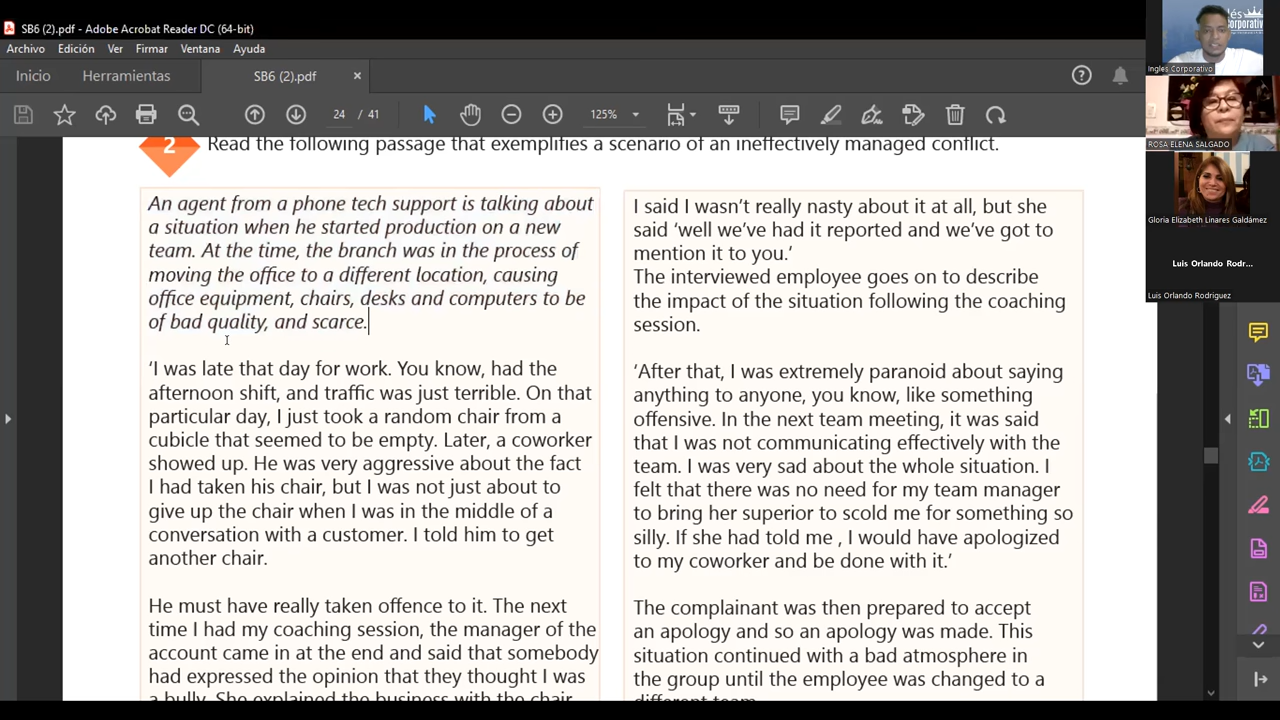 SB6 (2).pdf - Adobe Acrobat Reader DC (64-bit)
Archivo Edición Ver Firmar Ventana Ayuda
Inicio Herramientas SB6 (2).pdf ×
24 / 41 125%
2 Read the following passage that exemplifies a scenario of an ineffectively managed conflict.
An agent from a phone tech support is talking about
a situation when he started production on a new
team. At the time, the branch was in the process of
moving the office to a different location, causing
office equipment, chairs, desks and computers to be
of bad quality, and scarce.
‘I was late that day for work. You know, had the
afternoon shift, and traffic was just terrible. On that
particular day, I just took a random chair from a
cubicle that seemed to be empty. Later, a coworker
showed up. He was very aggressive about the fact
I had taken his chair, but I was not just about to
give up the chair when I was in the middle of a
conversation with a customer. I told him to get
another chair.
He must have really taken offence to it. The next
time I had my coaching session, the manager of the
account came in at the end and said that somebody
had expressed the opinion that they thought I was
a bully. She explained the business with the chair
I said I wasn’t really nasty about it at all, but she
said ‘well we’ve had it reported and we’ve got to
mention it to you.’
The interviewed employee goes on to describe
the impact of the situation following the coaching
session.
‘After that, I was extremely paranoid about saying
anything to anyone, you know, like something
offensive. In the next team meeting, it was said
that I was not communicating effectively with the
team. I was very sad about the whole situation. I
felt that there was no need for my team manager
to bring her superior to scold me for something so
silly. If she had told me , I would have apologized
to my coworker and be done with it.’
The complainant was then prepared to accept
an apology and so an apology was made. This
situation continued with a bad atmosphere in
the group until the employee was changed to a
different team.
Ingles Corporativo
ROSA ELENA SALGADO
Gloria Elizabeth Linares Galdámez
Luis Orlando Rodr...
Luis Orlando Rodriguez